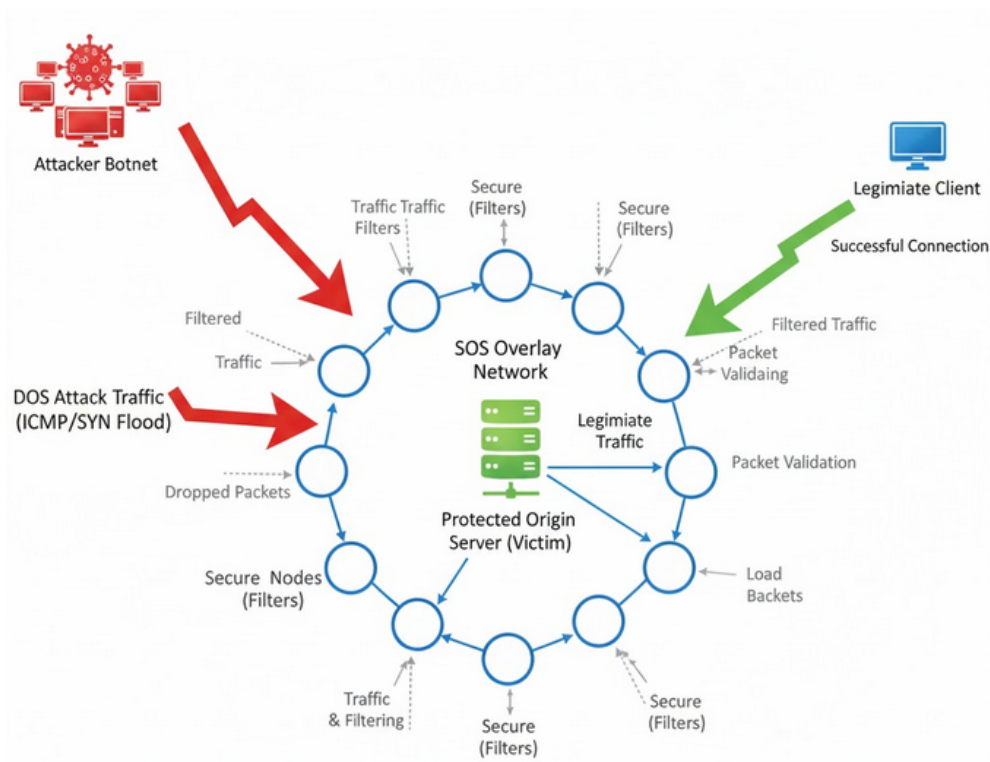 Attacker Botnet
Legimiate Client
Successful Connection
Secure
(Filters)
Traffic Traffic
Filters
Secure
(Filters)
Filtered
Traffic
Filtered Traffic
Packet
Validaing
SOS Overlay
Network
DOS Attack Traffic
(ICMP/SYN Flood)
Legimiate
Traffic
Packet Validation
Dropped Packets
Protected Origin
Server (Victim)
Secure Nodes
(Filters)
Load
Backets
Traffic
& Filtering
Secure
(Filters)
Secure
(Filters)